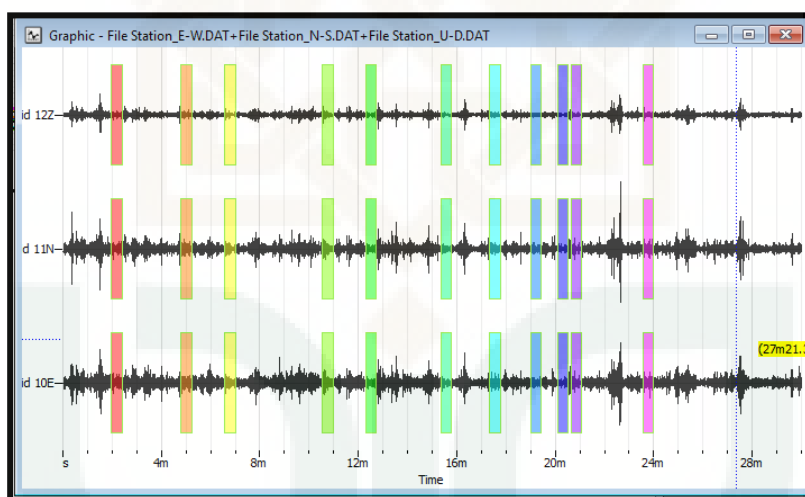 Graphic - File Station_E-W.DAT+File Station_N-S.DAT+File Station_U-D.DAT
id 12Z
d 11N
(27m21.
id 10E
s 4m 8m 12m 16m 20m 24m 28m
Time